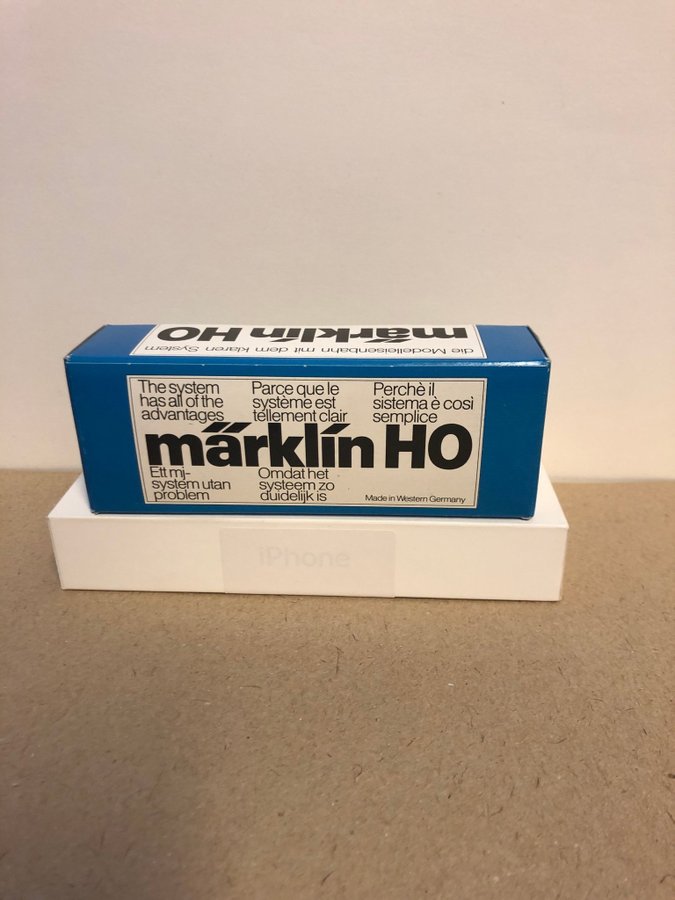 märklin HO
die Modelleisenbahn mit dem klaren System
The system
has all of the
advantages
Parce que le
système est
tellement clair
Perchè il
sistema è così
semplice
märklin HO
Ett mj-
system utan
problem
Omdat het
systeem zo
duidelijk is
Made in Western Germany
iPhone